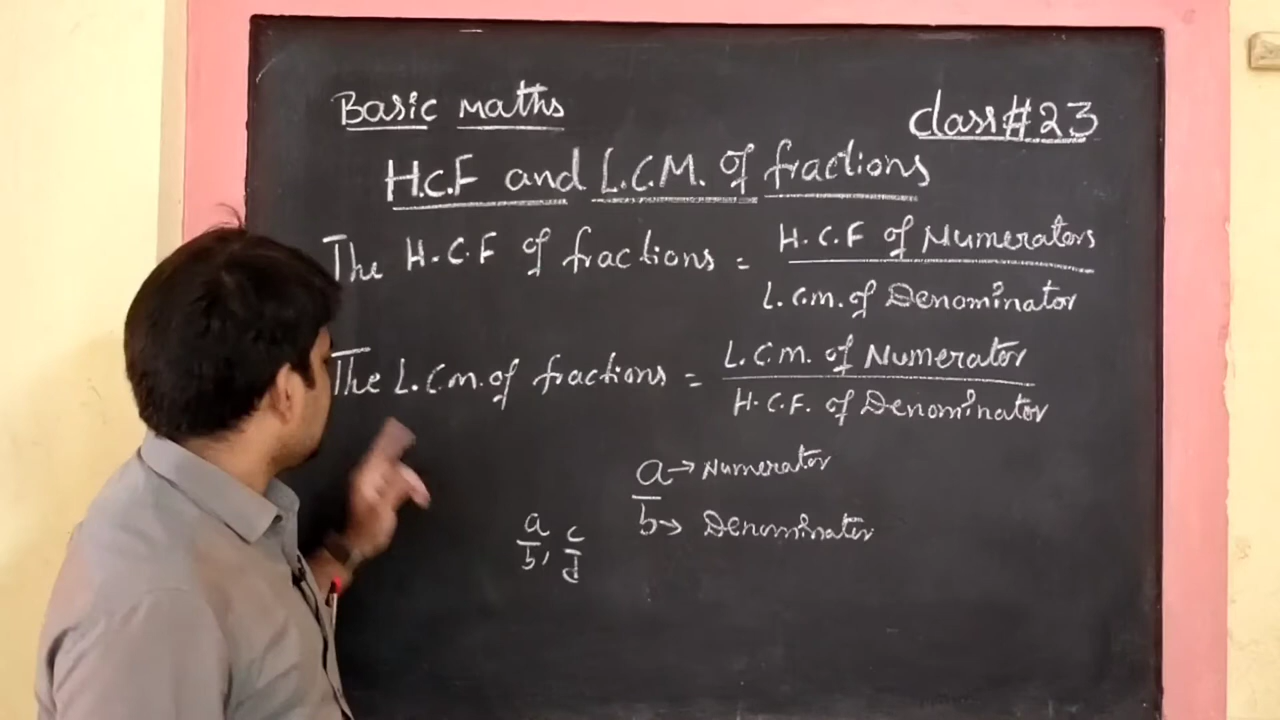 Basic maths
class#23
H.C.F and L.C.M. of fractions
The H.C.F of fractions = H.C.F of Numerators
L.C.M. of Denominator
The L.C.M. of fractions = L.C.M. of Numerator
H.C.F. of Denominator
a → Numerator
b → Denominator
a/b, c/d